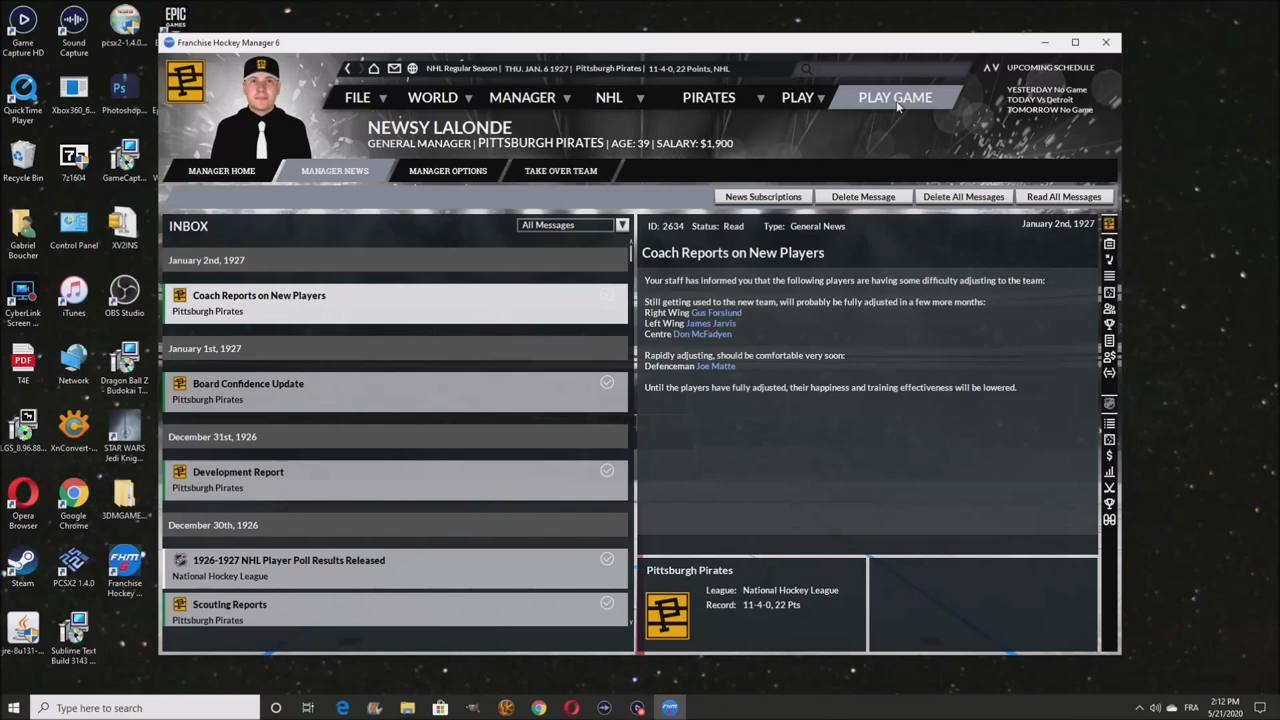 Game Capture HD
Sound Capture
pcsx2-1.4.0...
EPIC GAMES
Franchise Hockey Manager 6
NHL Regular Season | THU. JAN. 6 1927 | Pittsburgh Pirates | 11-4-0, 22 Points, NHL
UPCOMING SCHEDULE
YESTERDAY No Game
TODAY Vs Detroit
TOMORROW No Game
FILE WORLD MANAGER NHL PIRATES PLAY PLAY GAME
NEWSY LALONDE
GENERAL MANAGER | PITTSBURGH PIRATES | AGE: 39 | SALARY: $1,900
MANAGER HOME MANAGER NEWS MANAGER OPTIONS TAKE OVER TEAM
News Subscriptions Delete Message Delete All Messages Read All Messages
QuickTime Player
Xbox360_6...
Photoshdp...
Recycle Bin
7z1604
GameCapt...
Gabriel Boucher
Control Panel
XV2INS
CyberLink Screen ...
iTunes
OBS Studio
T4E
Network
Dragon Ball Z - Budokai T...
LGS_8.96.88...
XnConvert-...
STAR WARS Jedi Knig...
Opera Browser
Google Chrome
3DMGAME...
Steam
PCSX2 1.4.0
Franchise Hockey ...
jre-8u131-...
Sublime Text Build 3143 ...
INBOX
All Messages
January 2nd, 1927
Coach Reports on New Players
Pittsburgh Pirates
January 1st, 1927
Board Confidence Update
Pittsburgh Pirates
December 31st, 1926
Development Report
Pittsburgh Pirates
December 30th, 1926
1926-1927 NHL Player Poll Results Released
National Hockey League
Scouting Reports
Pittsburgh Pirates
ID: 2634 Status: Read Type: General News January 2nd, 1927
Coach Reports on New Players
Your staff has informed you that the following players are having some difficulty adjusting to the team:
Still getting used to the new team, will probably be fully adjusted in a few more months:
Right Wing Gus Forslund
Left Wing James Jarvis
Centre Don McFadyen
Rapidly adjusting, should be comfortable very soon:
Defenceman Joe Matte
Until the players have fully adjusted, their happiness and training effectiveness will be lowered.
Pittsburgh Pirates
League: National Hockey League
Record: 11-4-0, 22 Pts
Type here to search
FRA
2:12 PM
5/21/2020